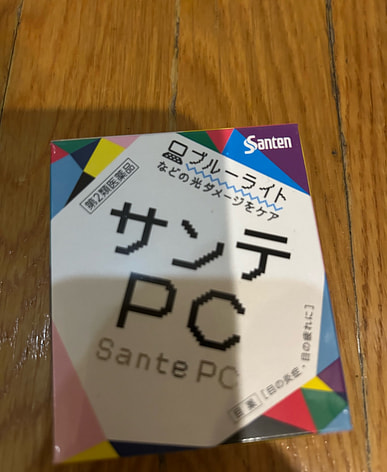 Santen
第2類医薬品
ブルーライト
などの光ダメージをケア
サンテ
PC
Sante PC
目薬 [目の炎症・目の疲れに]